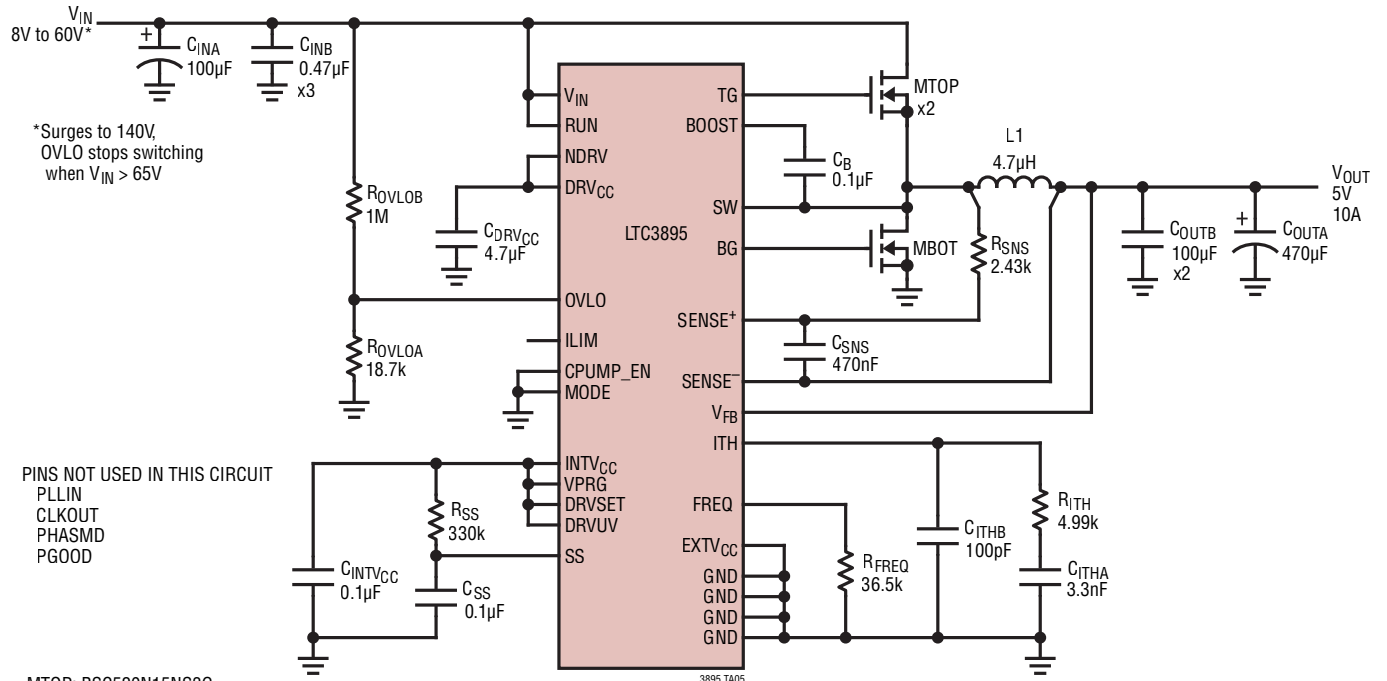 VIN
8V to 60V*
+
CINA
100µF
CINB
0.47µF
x3
*Surges to 140V,
OVLO stops switching
when VIN > 65V
ROVLOB
1M
ROVLOA
18.7k
CDRVCC
4.7µF
VIN
RUN
NDRV
DRVCC
OVLO
ILIM
CPUMP_EN
MODE
INTVCC
VPRG
DRVSET
DRVUV
SS
LTC3895
TG
BOOST
SW
BG
SENSE+
SENSE–
VFB
ITH
FREQ
EXTVCC
GND
GND
GND
GND
MTOP
x2
CB
0.1µF
MBOT
L1
4.7µH
RSNS
2.43k
CSNS
470nF
VOUT
5V
10A
COUTB
100µF
x2
+
COUTA
470µF
PINS NOT USED IN THIS CIRCUIT
PLLIN
CLKOUT
PHASMD
PGOOD
RSS
330k
CINTVCC
0.1µF
CSS
0.1µF
RFREQ
36.5k
CITHB
100pF
RITH
4.99k
CITHA
3.3nF
3895 TA05